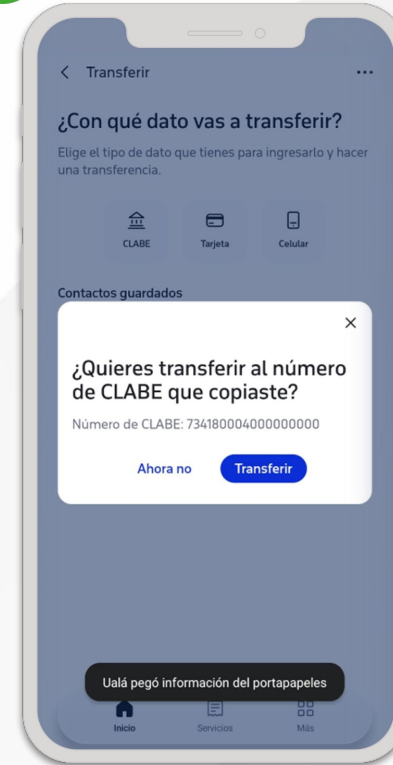 Transferir
¿Con qué dato vas a transferir?
Elige el tipo de dato que tienes para ingresarlo y hacer
una transferencia.
CLABE Tarjeta Celular
Contactos guardados
¿Quieres transferir al número
de CLABE que copiaste?
Número de CLABE: 734180004000000000
Ahora no Transferir
Ualá pegó información del portapapeles
Inicio Servicios Más